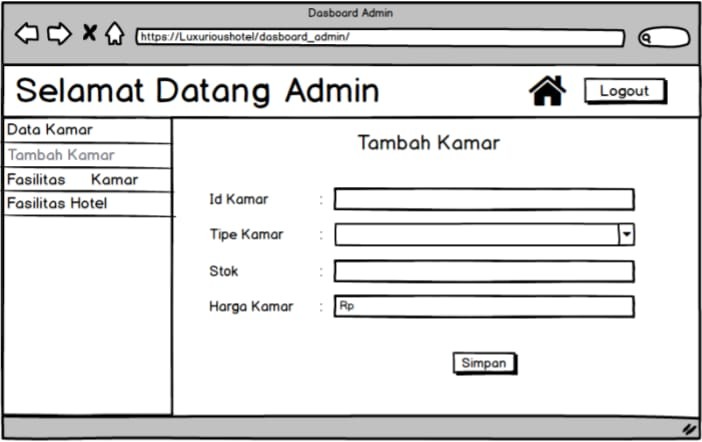 Dasboard Admin
https://Luxurioushotel/dasboard_admin/
Selamat Datang Admin
Logout
Data Kamar
Tambah Kamar
Fasilitas Kamar
Fasilitas Hotel
Tambah Kamar
Id Kamar :
Tipe Kamar :
Stok :
Harga Kamar : Rp
Simpan